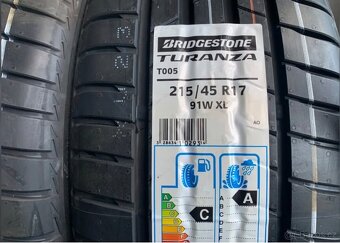 BRIDGESTONE
TURANZA
T005
215/45 R17
91W XL
AO
C
A
A
B
C
D
E